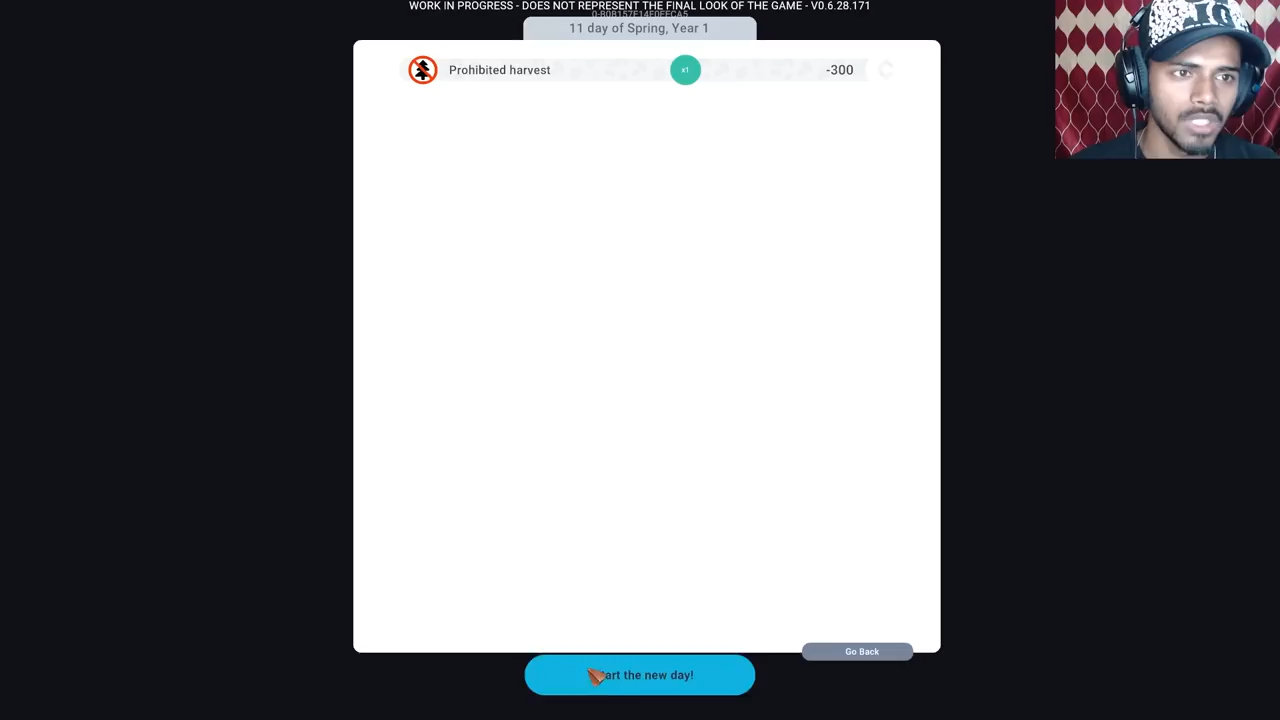 WORK IN PROGRESS - DOES NOT REPRESENT THE FINAL LOOK OF THE GAME - V0.6.28.171
11 day of Spring, Year 1
Prohibited harvest
x1
-300
Go Back
art the new day!